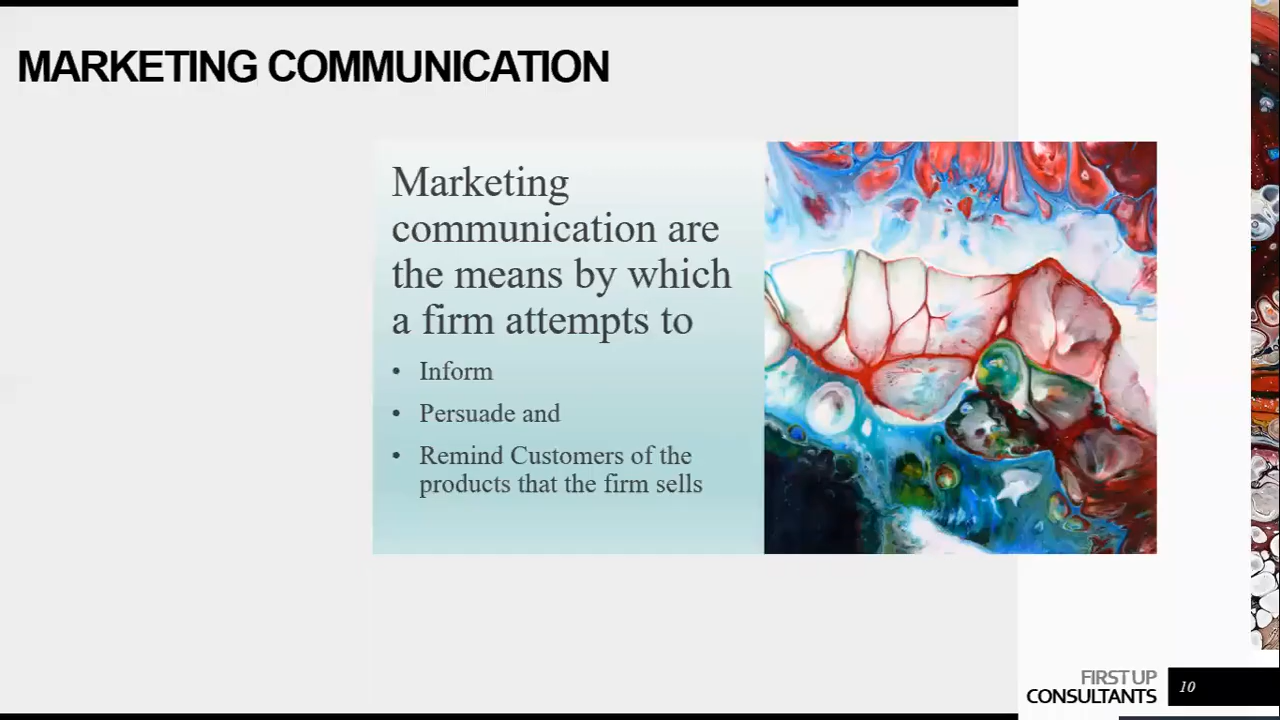 MARKETING COMMUNICATION
Marketing
communication are
the means by which
a firm attempts to
• Inform
• Persuade and
• Remind Customers of the
products that the firm sells
FIRST UP
CONSULTANTS
10